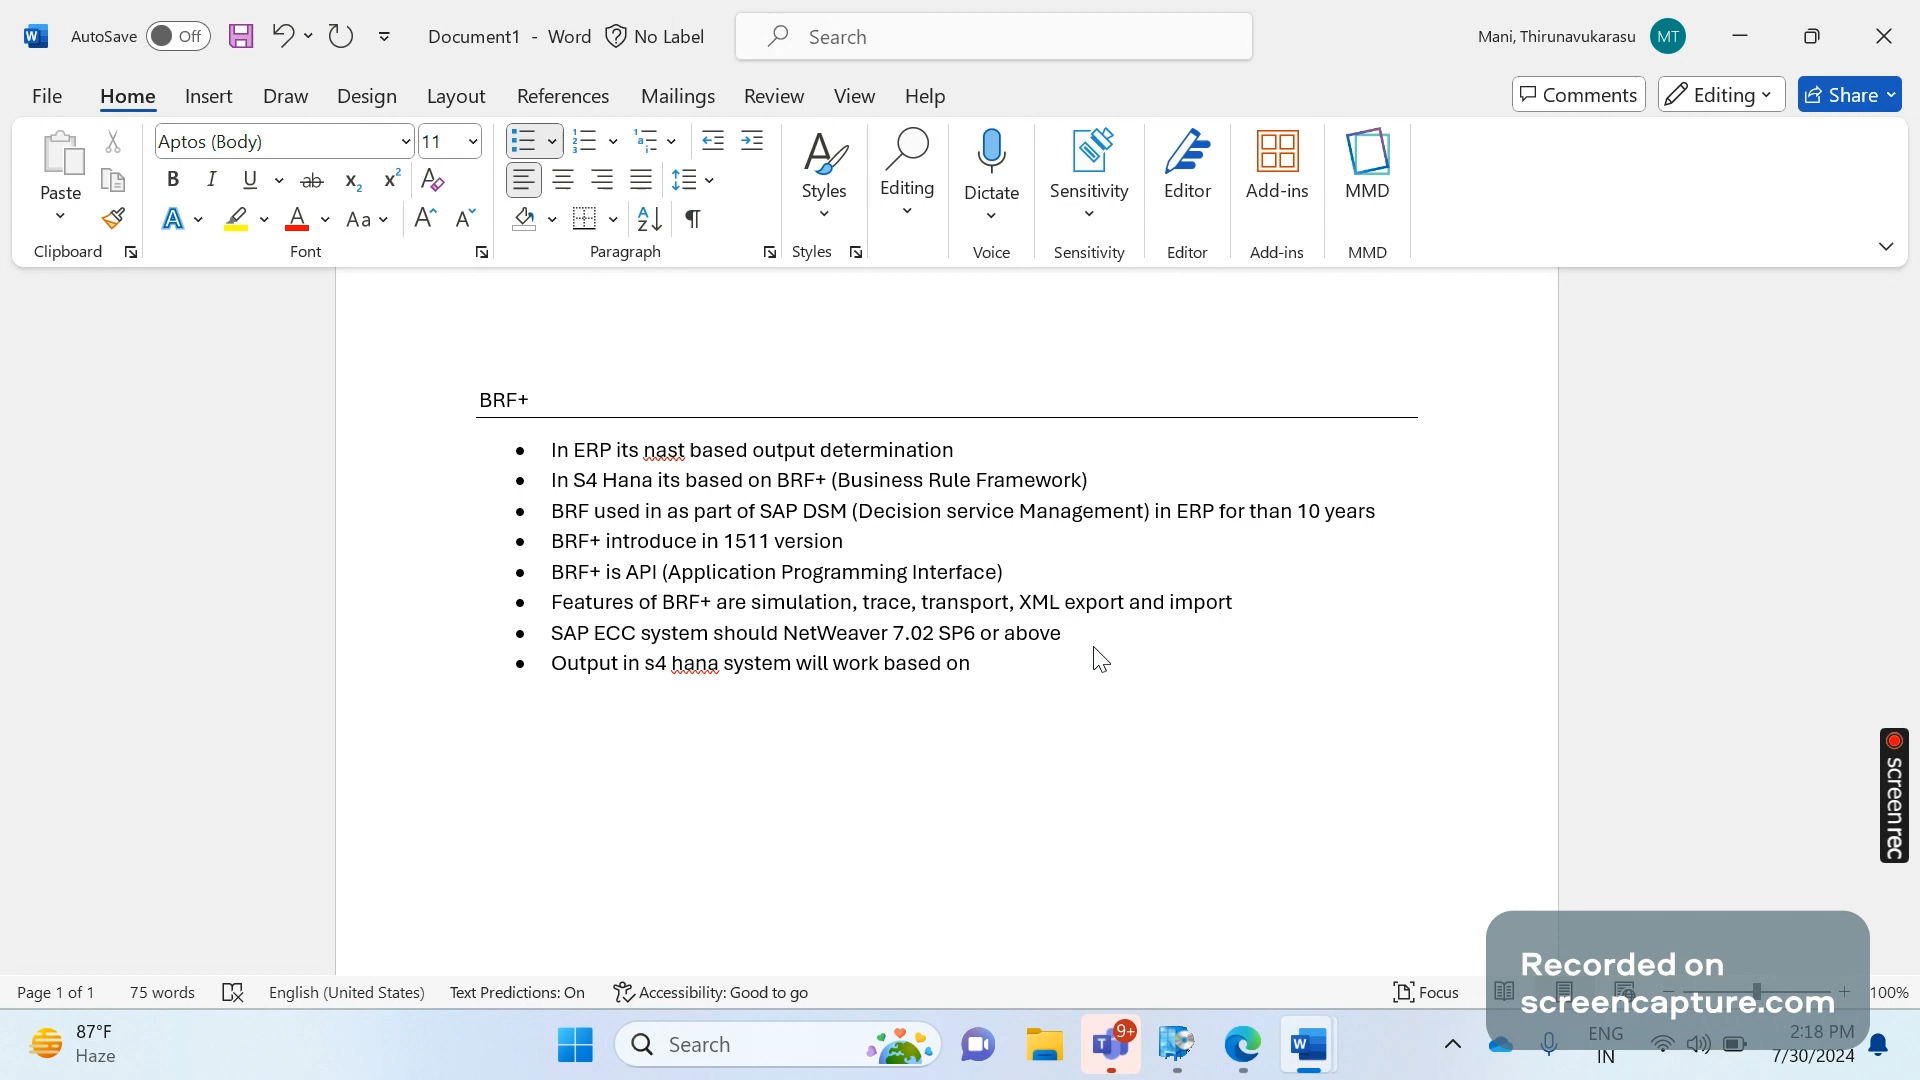 AutoSave Off Document1 - Word No Label Search Mani, Thirunavukarasu MT
File Home Insert Draw Design Layout References Mailings Review View Help Comments Editing Share
Paste Aptos (Body) 11 Styles Editing Dictate Sensitivity Editor Add-ins MMD
Clipboard Font Paragraph Styles Voice Sensitivity Editor Add-ins MMD
BRF+
• In ERP its nast based output determination
• In S4 Hana its based on BRF+ (Business Rule Framework)
• BRF used in as part of SAP DSM (Decision service Management) in ERP for than 10 years
• BRF+ introduce in 1511 version
• BRF+ is API (Application Programming Interface)
• Features of BRF+ are simulation, trace, transport, XML export and import
• SAP ECC system should NetWeaver 7.02 SP6 or above
• Output in s4 hana system will work based on
screenrec
Recorded on
screencapture.com
Page 1 of 1 75 words English (United States) Text Predictions: On Accessibility: Good to go Focus 100%
87°F
Haze
Search
9+
ENG
IN
2:18 PM
7/30/2024